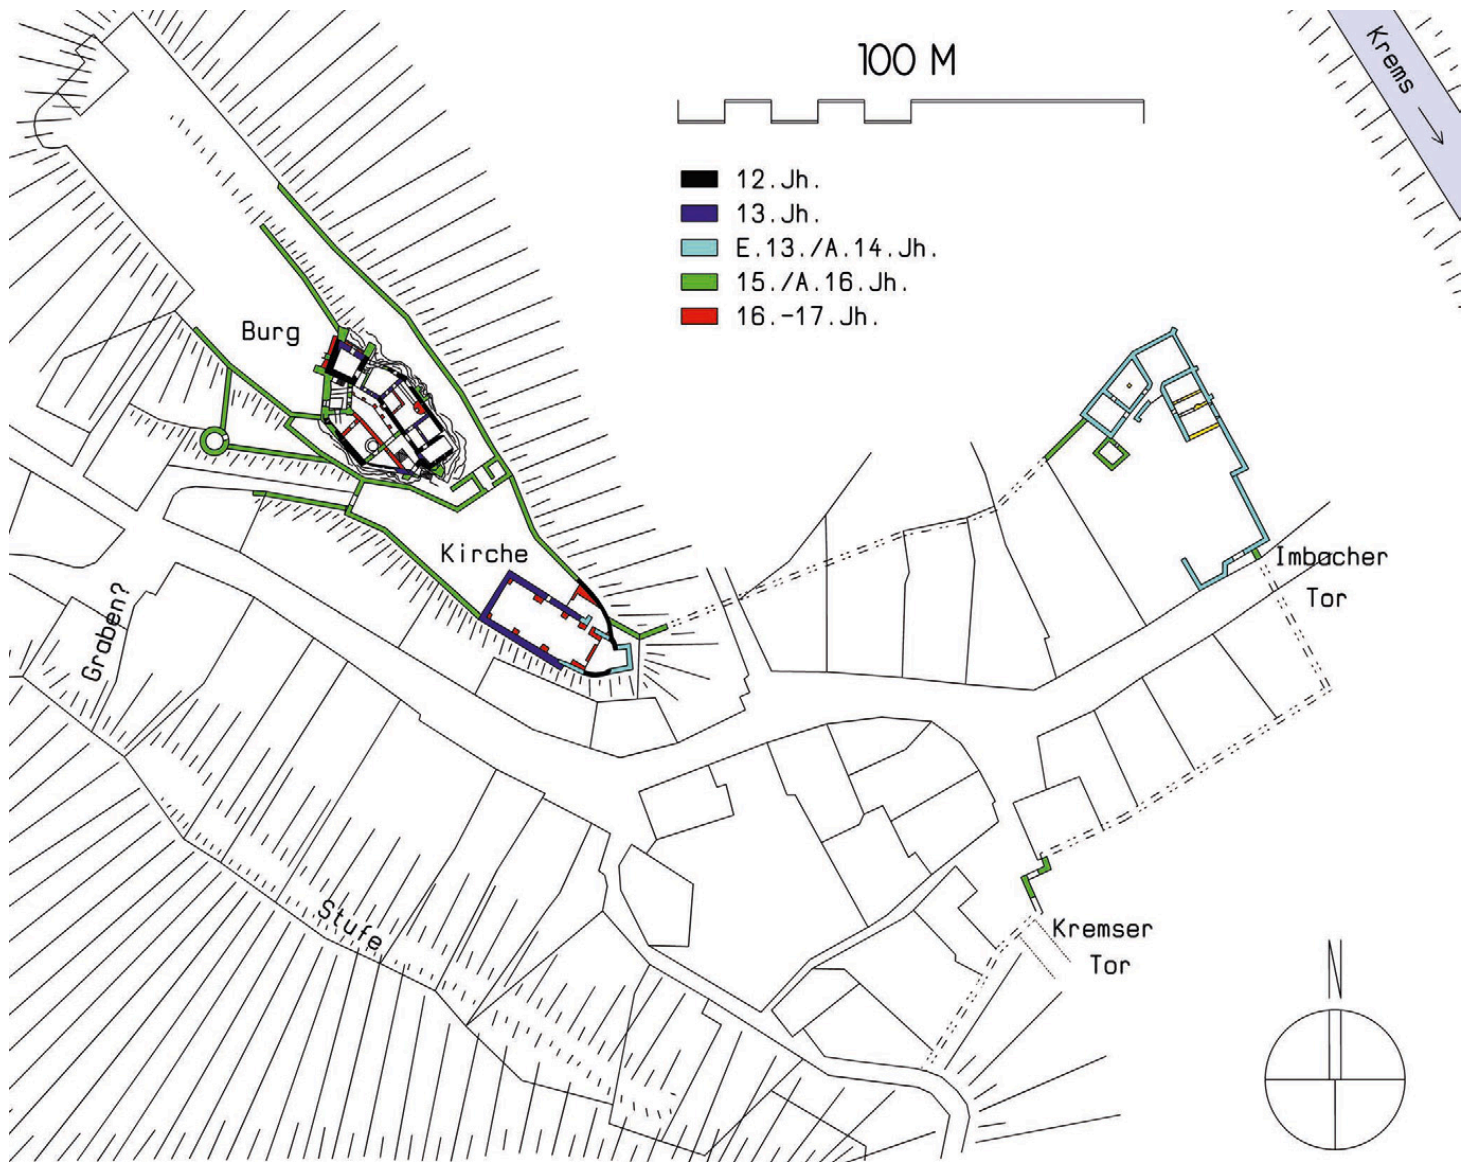 100 M
Krems
12.Jh.
13.Jh.
E.13./A.14.Jh.
15./A.16.Jh.
16.-17.Jh.
Burg
Kirche
Imbacher
Tor
Graben?
Stufe
Kremser
Tor
N